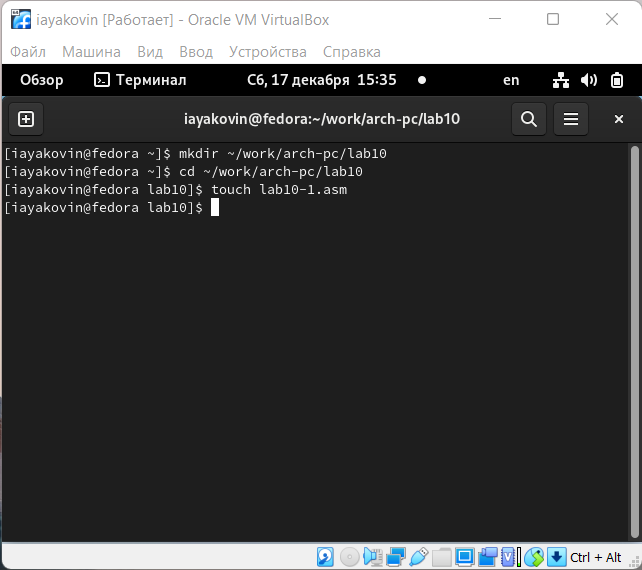 iayakovin [Работает] - Oracle VM VirtualBox
Файл Машина Вид Ввод Устройства Справка
Обзор Терминал Сб, 17 декабря 15:35 en
iayakovin@fedora:~/work/arch-pc/lab10
[iayakovin@fedora ~]$ mkdir ~/work/arch-pc/lab10
[iayakovin@fedora ~]$ cd ~/work/arch-pc/lab10
[iayakovin@fedora lab10]$ touch lab10-1.asm
[iayakovin@fedora lab10]$
Ctrl + Alt